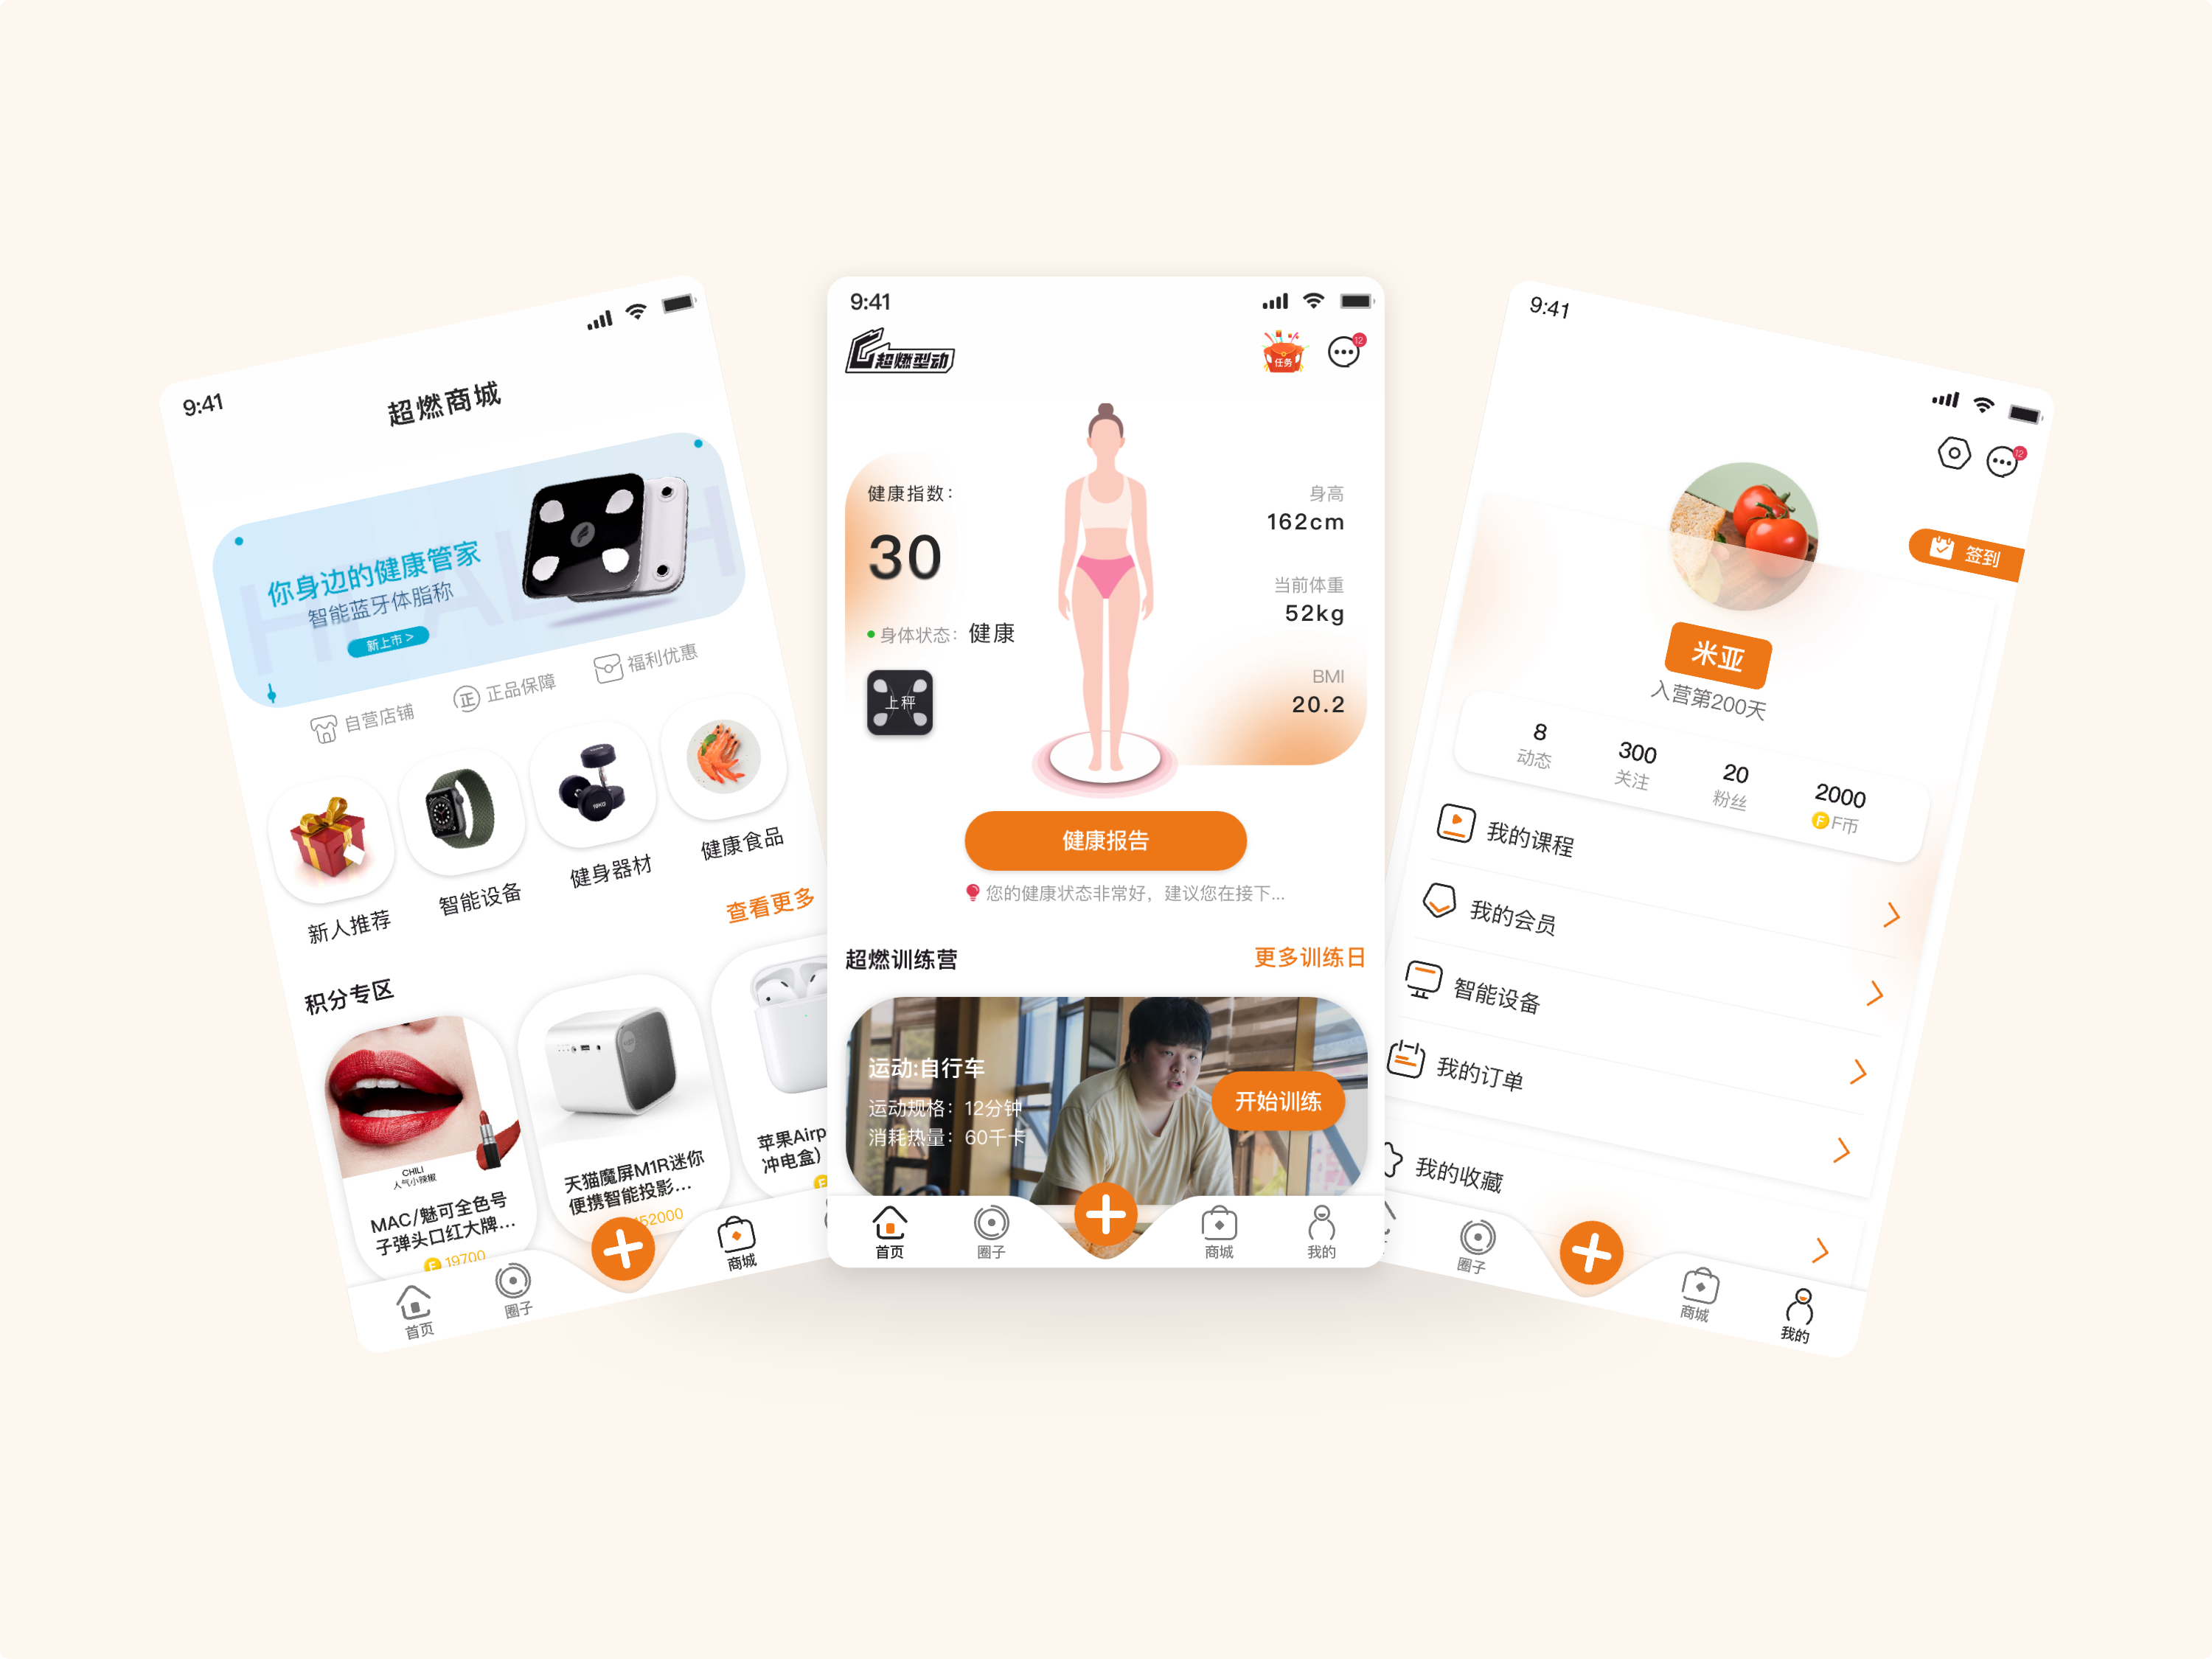 9:41
超燃商城
HEALTH
你身边的健康管家
智能蓝牙体脂称
新上市 >
自营店铺
正 正品保障
福利优惠
新人推荐
智能设备
健身器材
健康食品
查看更多
积分专区
CHILI
人气小辣椒
MAC/魅可全色号
子弹头口红大牌...
F 19700
天猫魔屏M1R迷你
便携智能投影...
52000
苹果Airp
冲电盒)
F
首页
圈子
商城
9:41
超燃型动
任务
12
健康指数:
30
身体状态: 健康
上秤
身高
162cm
当前体重
52kg
BMI
20.2
健康报告
您的健康状态非常好，建议您在接下...
超燃训练营
更多训练日
运动:自行车
运动规格: 12分钟
消耗热量: 60千卡
开始训练
首页
圈子
商城
我的
9:41
12
签到
米亚
入营第200天
8
动态
300
关注
20
粉丝
2000
F F币
我的课程
我的会员
智能设备
我的订单
我的收藏
圈子
商城
我的